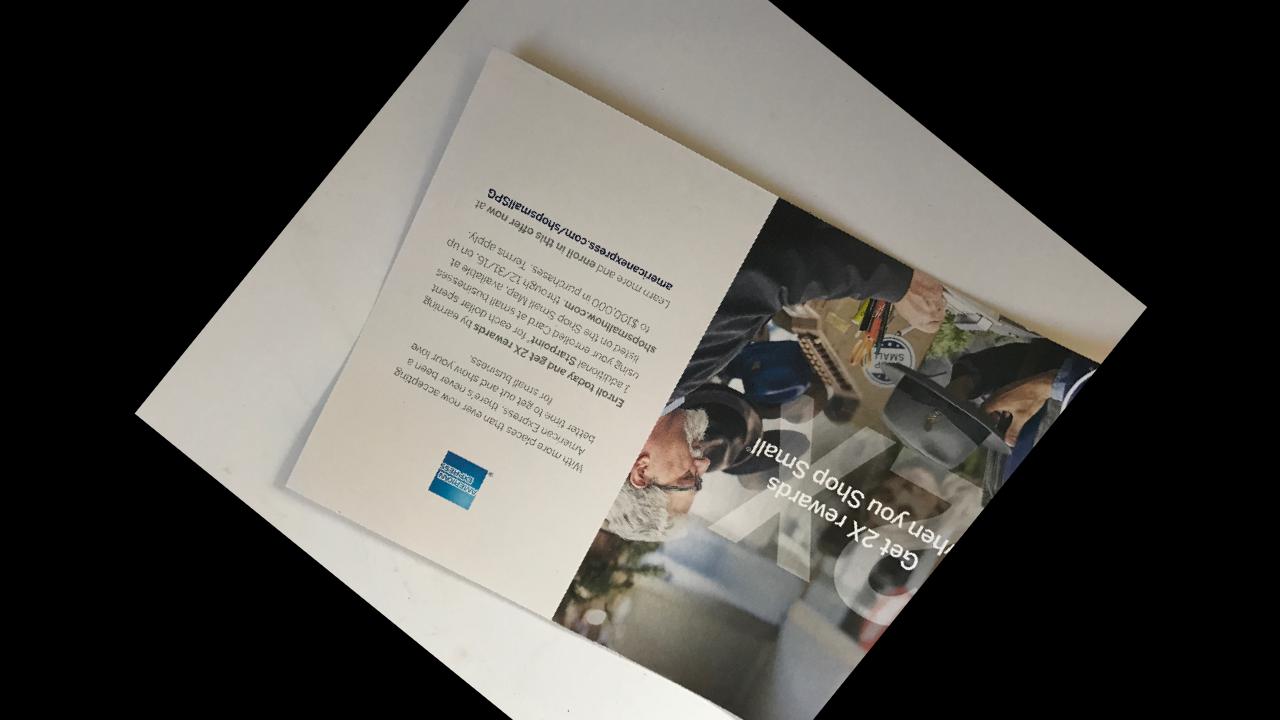 Get 2X rewards
when you Shop Small®
2X
SMALL
AMERICAN
EXPRESS
®
With more places than ever now accepting
American Express, there's never been a
better time to get out and show your love
for small business.
Enroll today and get 2X rewards by earning
1 additional Starpoint® for each dollar spent
using your enrolled Card at small businesses
listed on the Shop Small Map, available at
shopsmallnow.com, through 12/31/15, on up
to $100,000 in purchases. Terms apply.
Learn more and enroll in this offer now at
americanexpress.com/shopsmallSPG